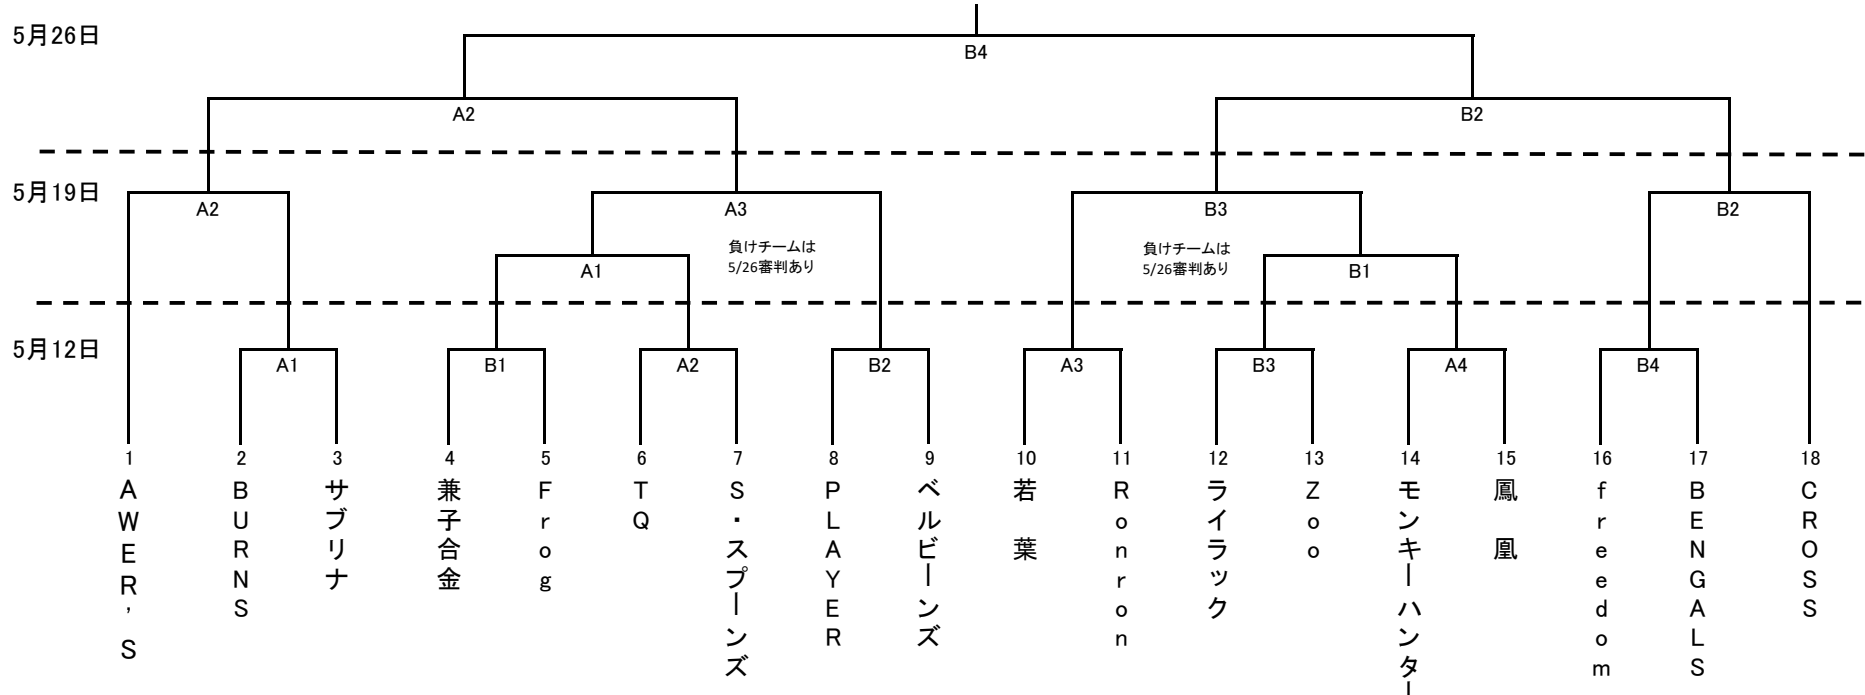 5月26日
B4
A2
B2
5月19日
A2
A3
B3
B2
負けチームは
5/26審判あり
負けチームは
5/26審判あり
A1
B1
5月12日
A1
B1
A2
B2
A3
B3
A4
B4
1
2
3
4
5
6
7
8
9
10
11
12
13
14
15
16
17
18
AWER'S
BURNS
サブリナ
兼子合金
Frog
TQ
S・スプーンズ
PLAYER
ベルビーンズ
若葉
Ronron
ライラック
Zoo
モンキーハンター
鳳凰
freedom
BENGALS
CROSS